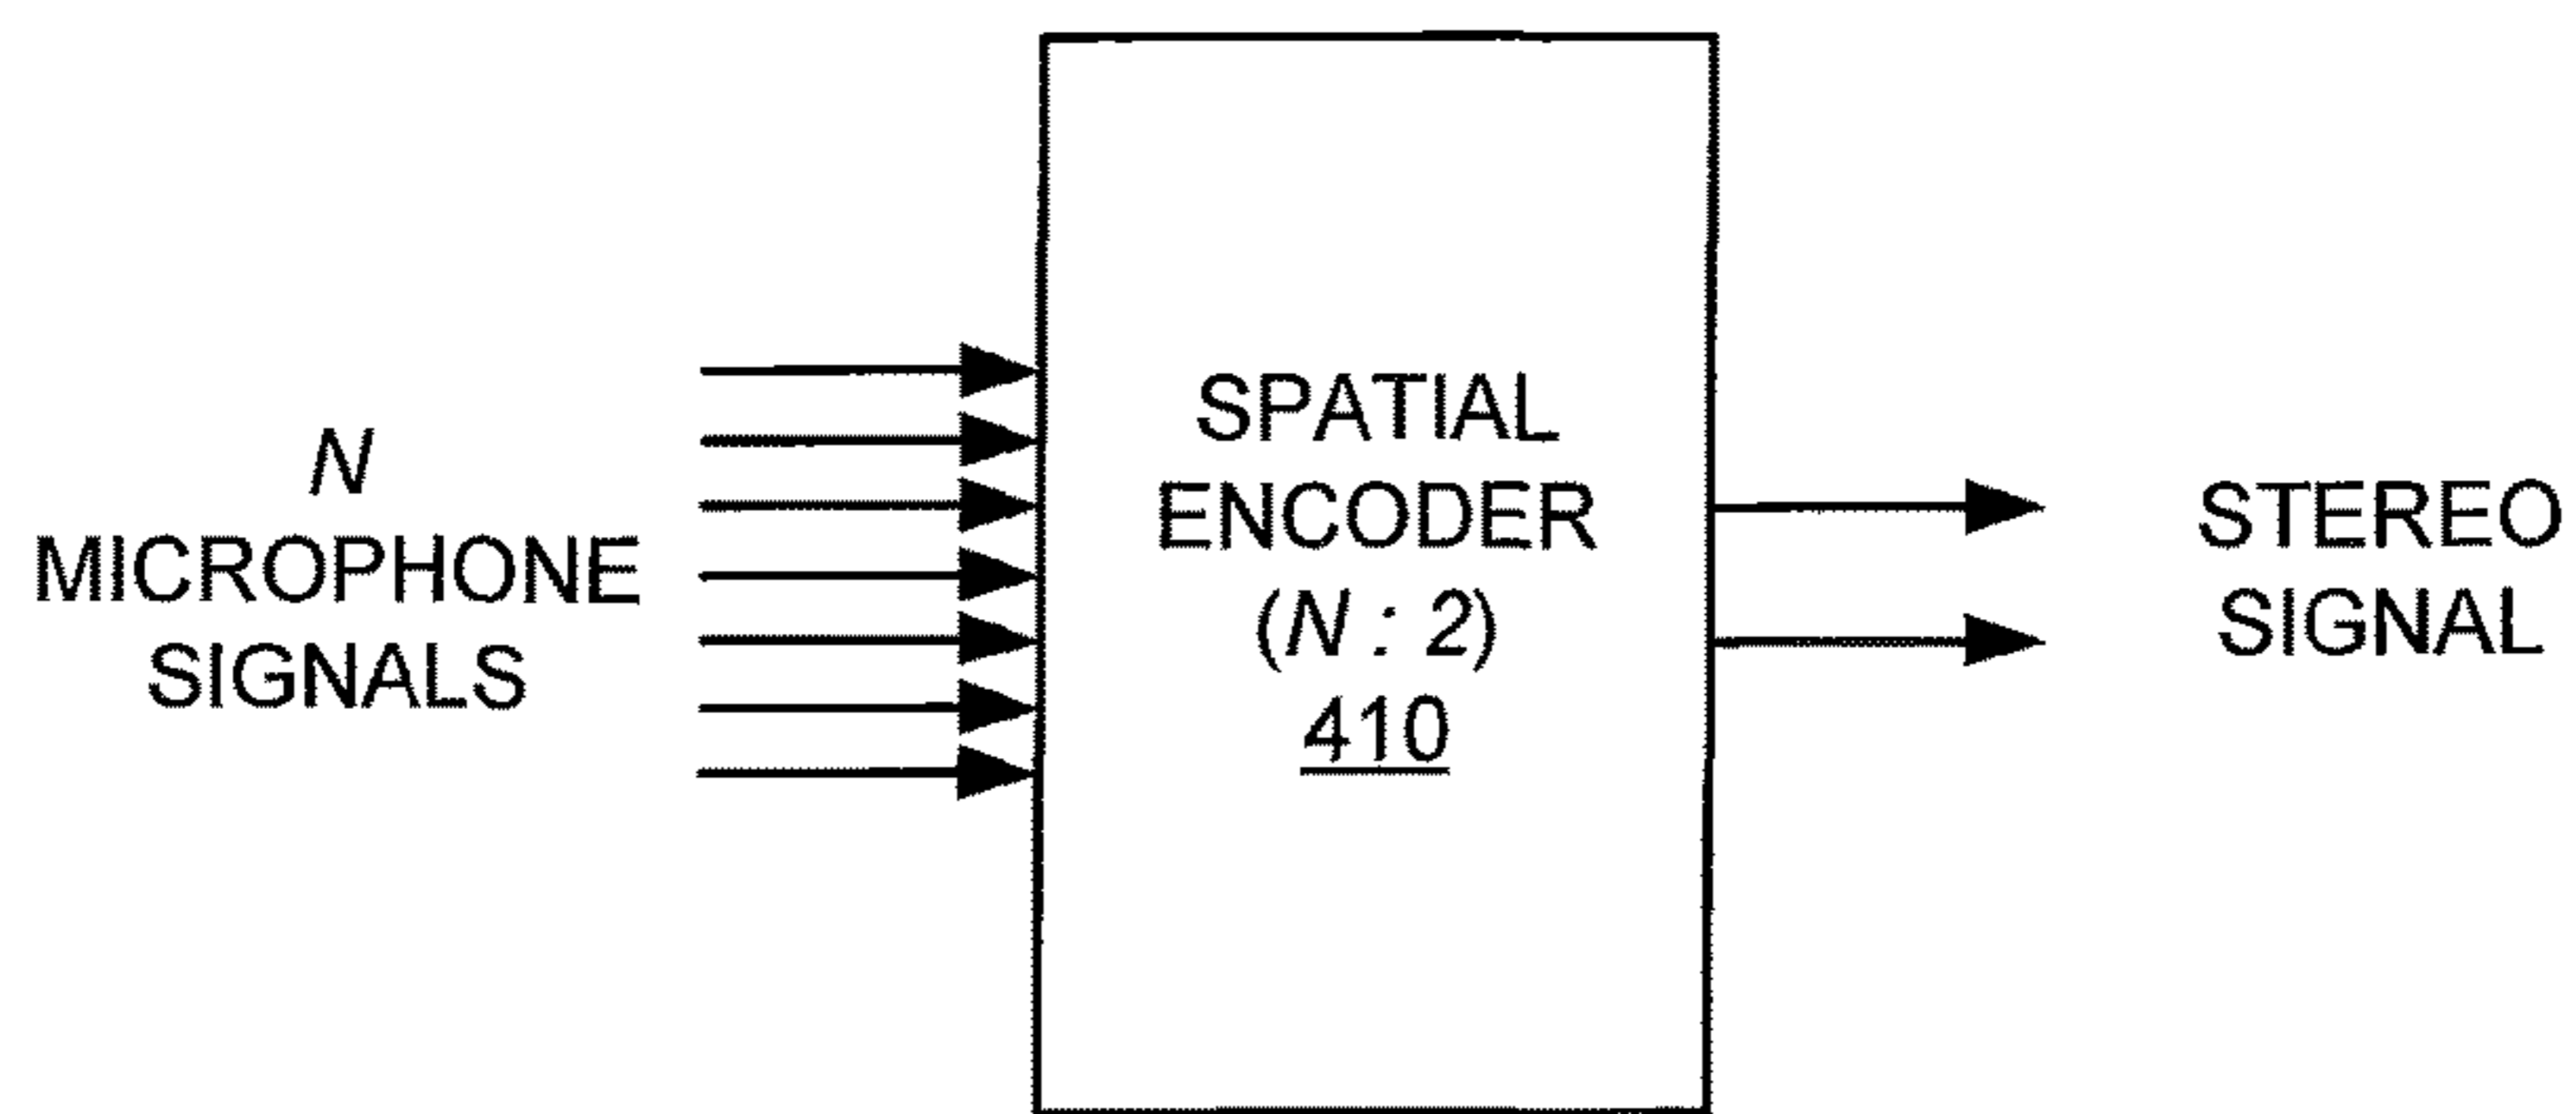 N
MICROPHONE
SIGNALS
SPATIAL
ENCODER
(N : 2)
410
STEREO
SIGNAL